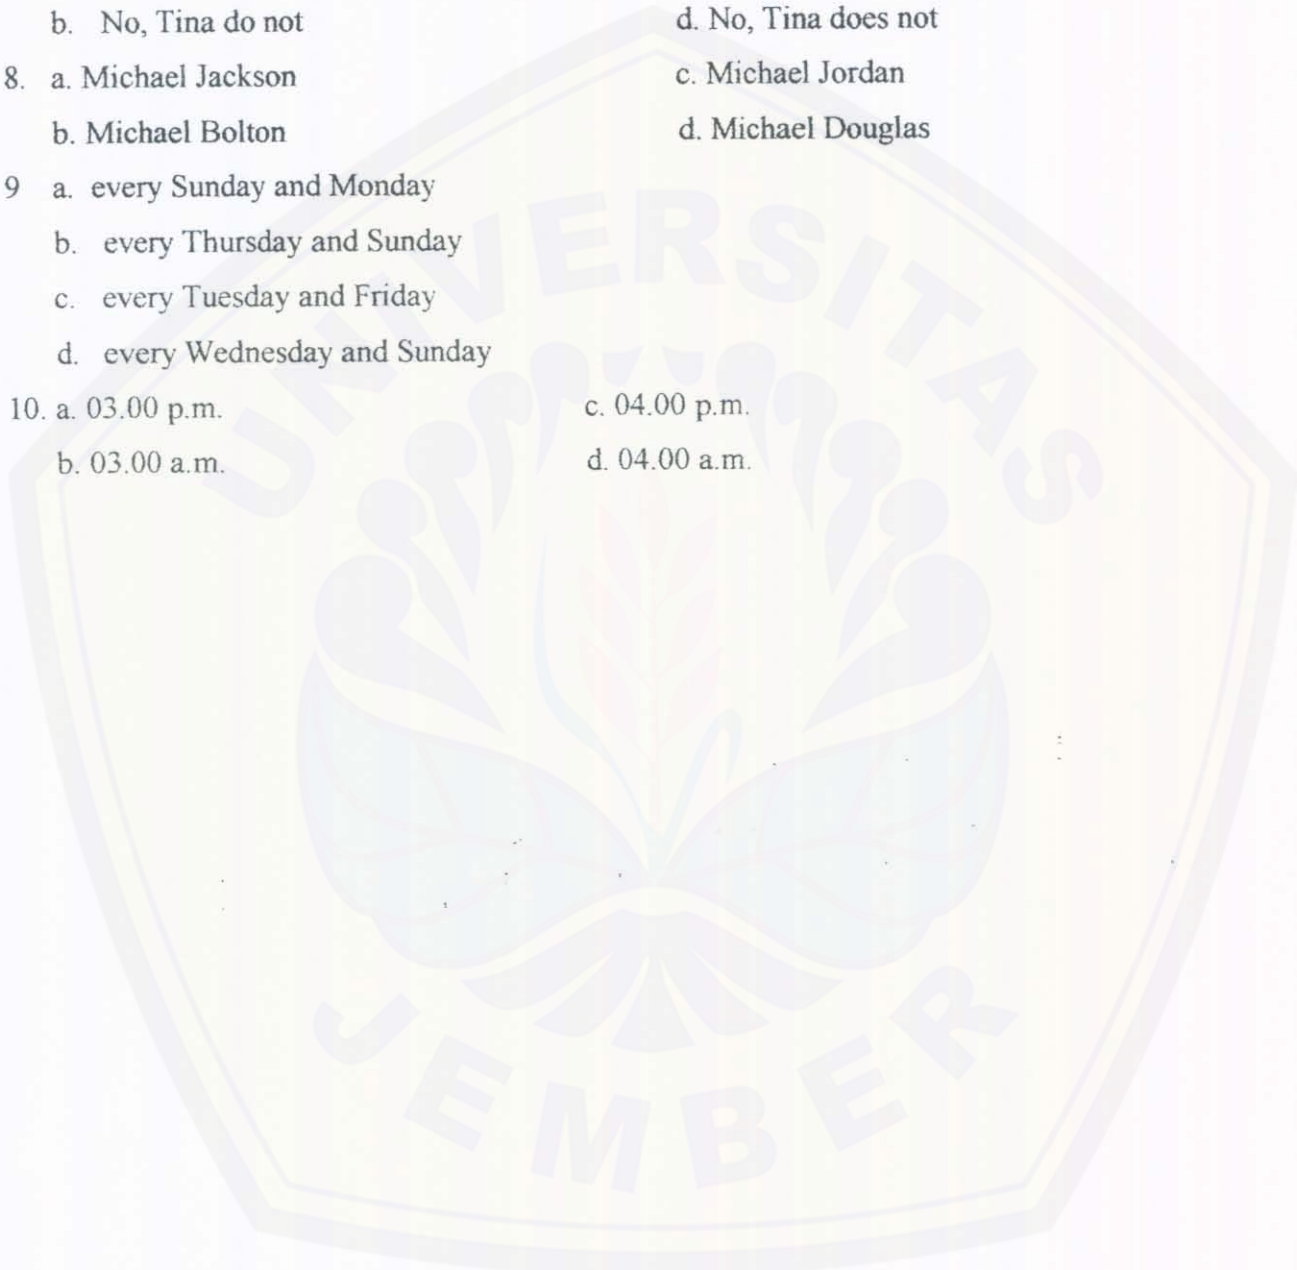 b. No, Tina do not d. No, Tina does not
8. a. Michael Jackson c. Michael Jordan
b. Michael Bolton d. Michael Douglas
9 a. every Sunday and Monday
b. every Thursday and Sunday
c. every Tuesday and Friday
d. every Wednesday and Sunday
10. a. 03.00 p.m. c. 04.00 p.m.
b. 03.00 a.m. d. 04.00 a.m.
UNIVERSITAS
JEMBER